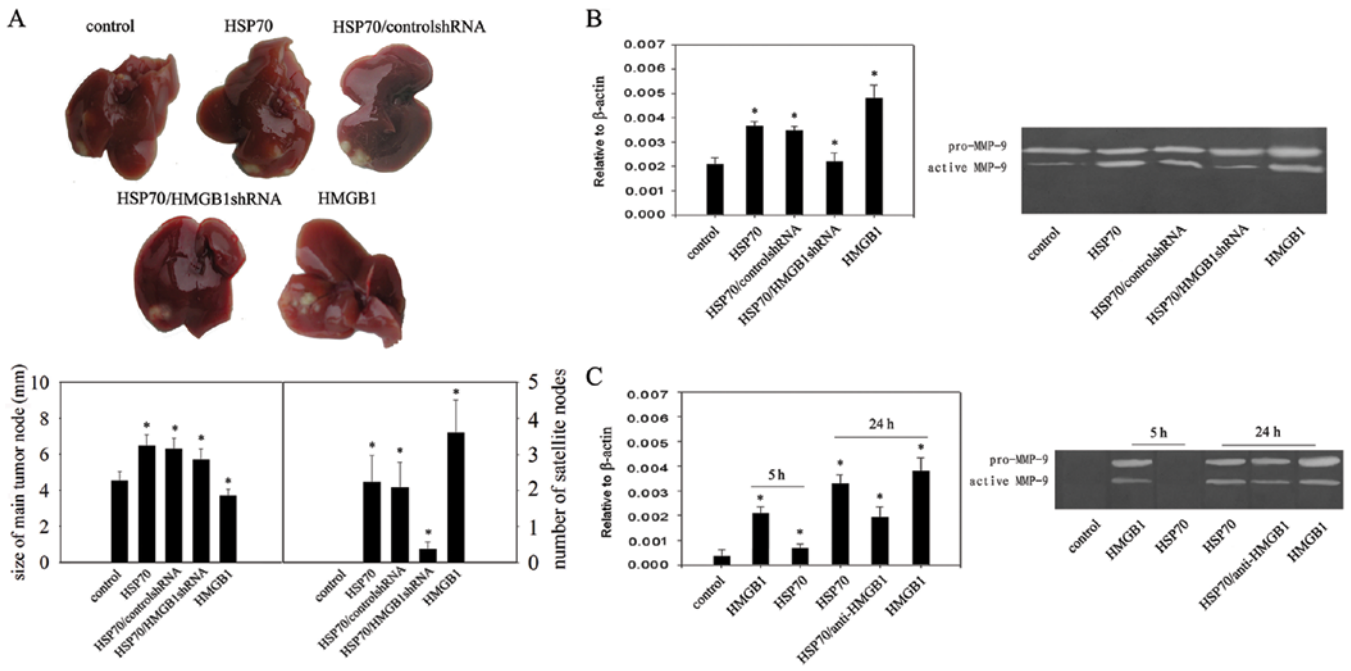 A
control
HSP70
HSP70/controlshRNA
HSP70/HMGB1shRNA
HMGB1
size of main tumor node (mm)
10
8
6
4
2
0
control
HSP70
HSP70/controlshRNA
HSP70/HMGB1shRNA
HMGB1
*
*
*
*
number of satellite nodes
5
4
3
2
1
0
control
HSP70
HSP70/controlshRNA
HSP70/HMGB1shRNA
HMGB1
*
*
*
*
B
Relative to β-actin
0.007
0.006
0.005
0.004
0.003
0.002
0.001
0.000
control
HSP70
HSP70/controlshRNA
HSP70/HMGB1shRNA
HMGB1
*
*
*
*
pro-MMP-9
active MMP-9
control
HSP70
HSP70/controlshRNA
HSP70/HMGB1shRNA
HMGB1
C
Relative to β-actin
0.007
0.006
0.005
0.004
0.003
0.002
0.001
0.000
5 h
24 h
*
*
*
*
*
control
HMGB1
HSP70
HSP70
HSP70/anti-HMGB1
HMGB1
5 h
24 h
pro-MMP-9
active MMP-9
control
HMGB1
HSP70
HSP70
HSP70/anti-HMGB1
HMGB1